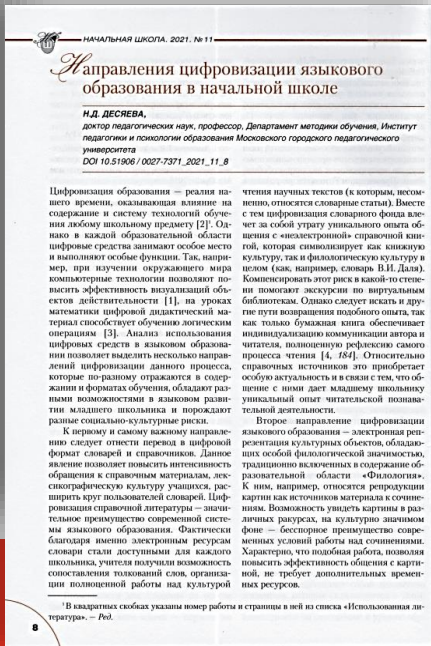 НАЧАЛЬНАЯ ШКОЛА. 2021. № 11
Направления цифровизации языкового
образования в начальной школе
Н.Д. ДЕСЯЕВА,
доктор педагогических наук, профессор, Департамент методики обучения, Институт
педагогики и психологии образования Московского городского педагогического
университета
DOI 10.51906 / 0027-7371_2021_11_8
Цифровизация образования — реалия на-
шего времени, оказывающая влияние на
содержание и систему технологий обуче-
ния любому школьному предмету [2]¹. Од-
нако в каждой образовательной области
цифровые средства занимают особое место
и выполняют особые функции. Так, напри-
мер, при изучении окружающего мира
компьютерные технологии позволяют по-
высить эффективность визуализаций объ-
ектов действительности [1], на уроках
математики цифровой дидактический ма-
териал способствует обучению логическим
операциям [3]. Анализ использования
цифровых средств в языковом образова-
нии позволяет выделить несколько направ-
лений цифровизации данного процесса,
которые по-разному отражаются в содер-
жании и форматах обучения, обладают раз-
ными возможностями в языковом разви-
тии младшего школьника и порождают
разные социально-культурные риски.
К первому и самому важному направле-
нию следует отнести перевод в цифровой
формат словарей и справочников. Данное
явление позволяет повысить интенсивность
обращения к справочным материалам, лек-
сикографическую культуру учащихся, рас-
ширить круг пользователей словарей. Циф-
ровизация справочной литературы — значи-
тельное преимущество современной систе-
мы языкового образования. Фактически
благодаря именно электронным ресурсам
словари стали доступными для каждого
школьника, учителя получили возможность
сопоставления толкований слов, организа-
ции полноценной работы над культурой
чтения научных текстов (к которым, несом-
ненно, относятся словарные статьи). Вместе
с тем цифровизация словарного фонда вле-
чет за собой утрату уникального опыта об-
щения с «неэлектронной» справочной кни-
гой, которая символизирует как книжную
культуру, так и филологическую культуру в
целом (как, например, словарь В.И. Даля).
Компенсировать этот риск в какой-то степе-
ни помогают экскурсии по виртуальным
библиотекам. Однако следует искать и дру-
гие пути возвращения подобного опыта, так
как только бумажная книга обеспечивает
индивидуализацию коммуникации автора и
читателя, полноценную рефлексию самого
процесса чтения [4, 184]. Относительно
справочных источников это приобретает
особую актуальность и в связи с тем, что об-
щение с ними дает младшему школьнику
уникальный опыт читательской познава-
тельной деятельности.
Второе направление цифровизации
языкового образования – электронная реп-
резентация культурных объектов, обладаю-
щих особой филологической значимостью,
традиционно включенных в содержание об-
разовательной области «Филология».
К ним, например, относятся репродукции
картин как источников материала к сочине-
ниям. Возможность увидеть картины в раз-
личных ракурсах, на культурно значимом
фоне — бесспорное преимущество совре-
менных условий работы над сочинениями.
Характерно, что подобная работа, позволяя
повысить эффективность общения с карти-
ной, не требует дополнительных времен-
ных ресурсов.
¹ В квадратных скобках указаны номер работы и страницы в ней из списка «Использованная ли-
тература». — Ред.
8